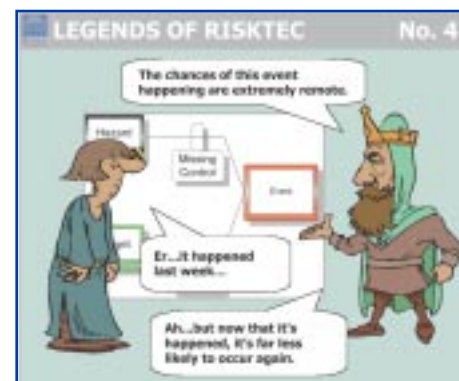 LEGENDS OF RISKTEC No. 4
The chances of this event
happening are extremely remote.
Hazard
Missing
Control
Event
Er...it happened
last week...
Ah...but now that it's
happened, it's far less
likely to occur again.